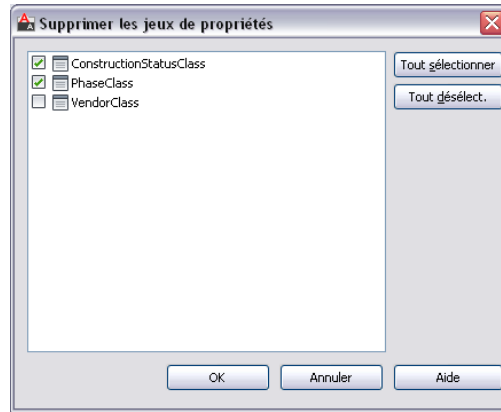 Supprimer les jeux de propriétés
ConstructionStatusClass
PhaseClass
VendorClass
Tout sélectionner
Tout désélect.
OK
Annuler
Aide